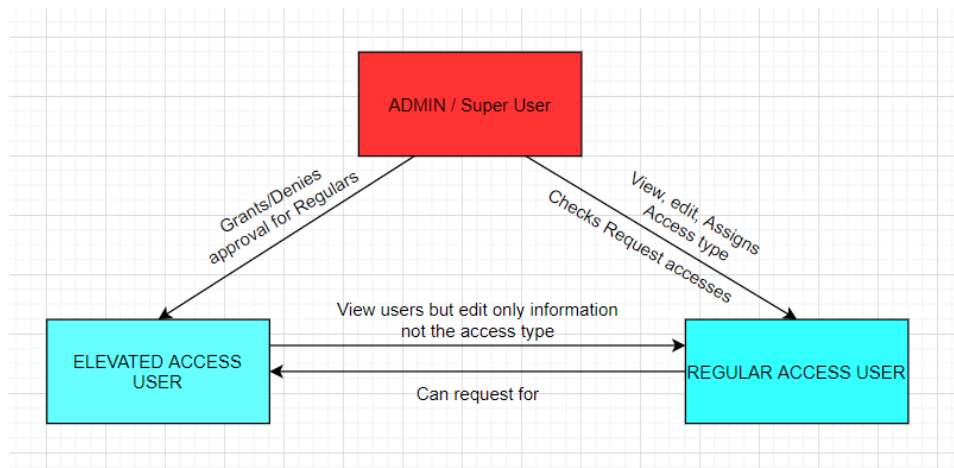 ADMIN / Super User
Grants/Denies
approval for Regulars
View, edit, Assigns
Access type
Checks Request accesses
View users but edit only information
not the access type
ELEVATED ACCESS
USER
REGULAR ACCESS USER
Can request for